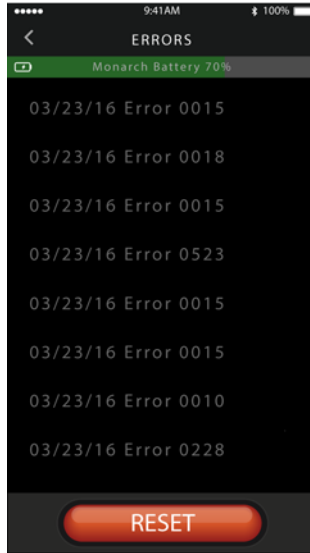 9:41AM
100%
ERRORS
Monarch Battery 70%
03/23/16 Error 0015
03/23/16 Error 0018
03/23/16 Error 0015
03/23/16 Error 0523
03/23/16 Error 0015
03/23/16 Error 0015
03/23/16 Error 0010
03/23/16 Error 0228
RESET